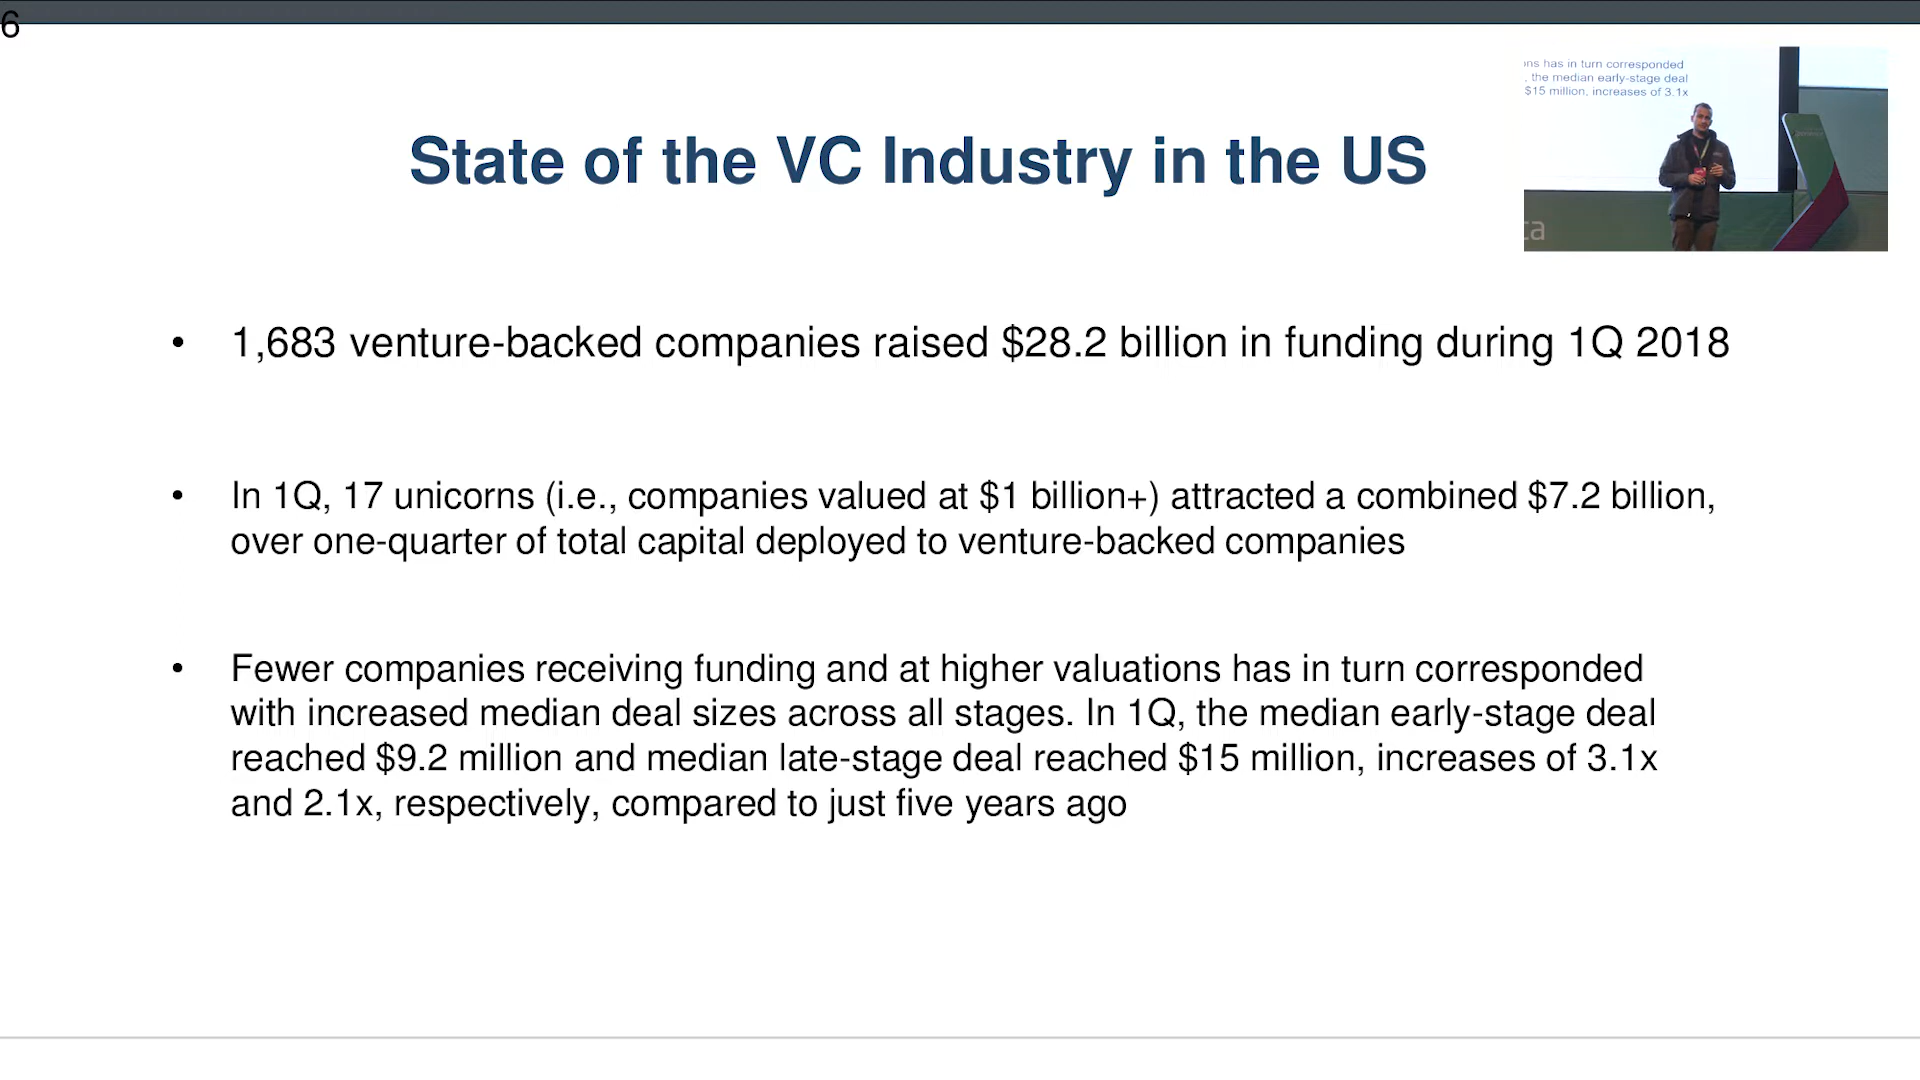 6
State of the VC Industry in the US
ns has in turn corresponded
, the median early-stage deal
$15 million, increases of 3.1x
ca
• 1,683 venture-backed companies raised $28.2 billion in funding during 1Q 2018
• In 1Q, 17 unicorns (i.e., companies valued at $1 billion+) attracted a combined $7.2 billion,
over one-quarter of total capital deployed to venture-backed companies
• Fewer companies receiving funding and at higher valuations has in turn corresponded
with increased median deal sizes across all stages. In 1Q, the median early-stage deal
reached $9.2 million and median late-stage deal reached $15 million, increases of 3.1x
and 2.1x, respectively, compared to just five years ago